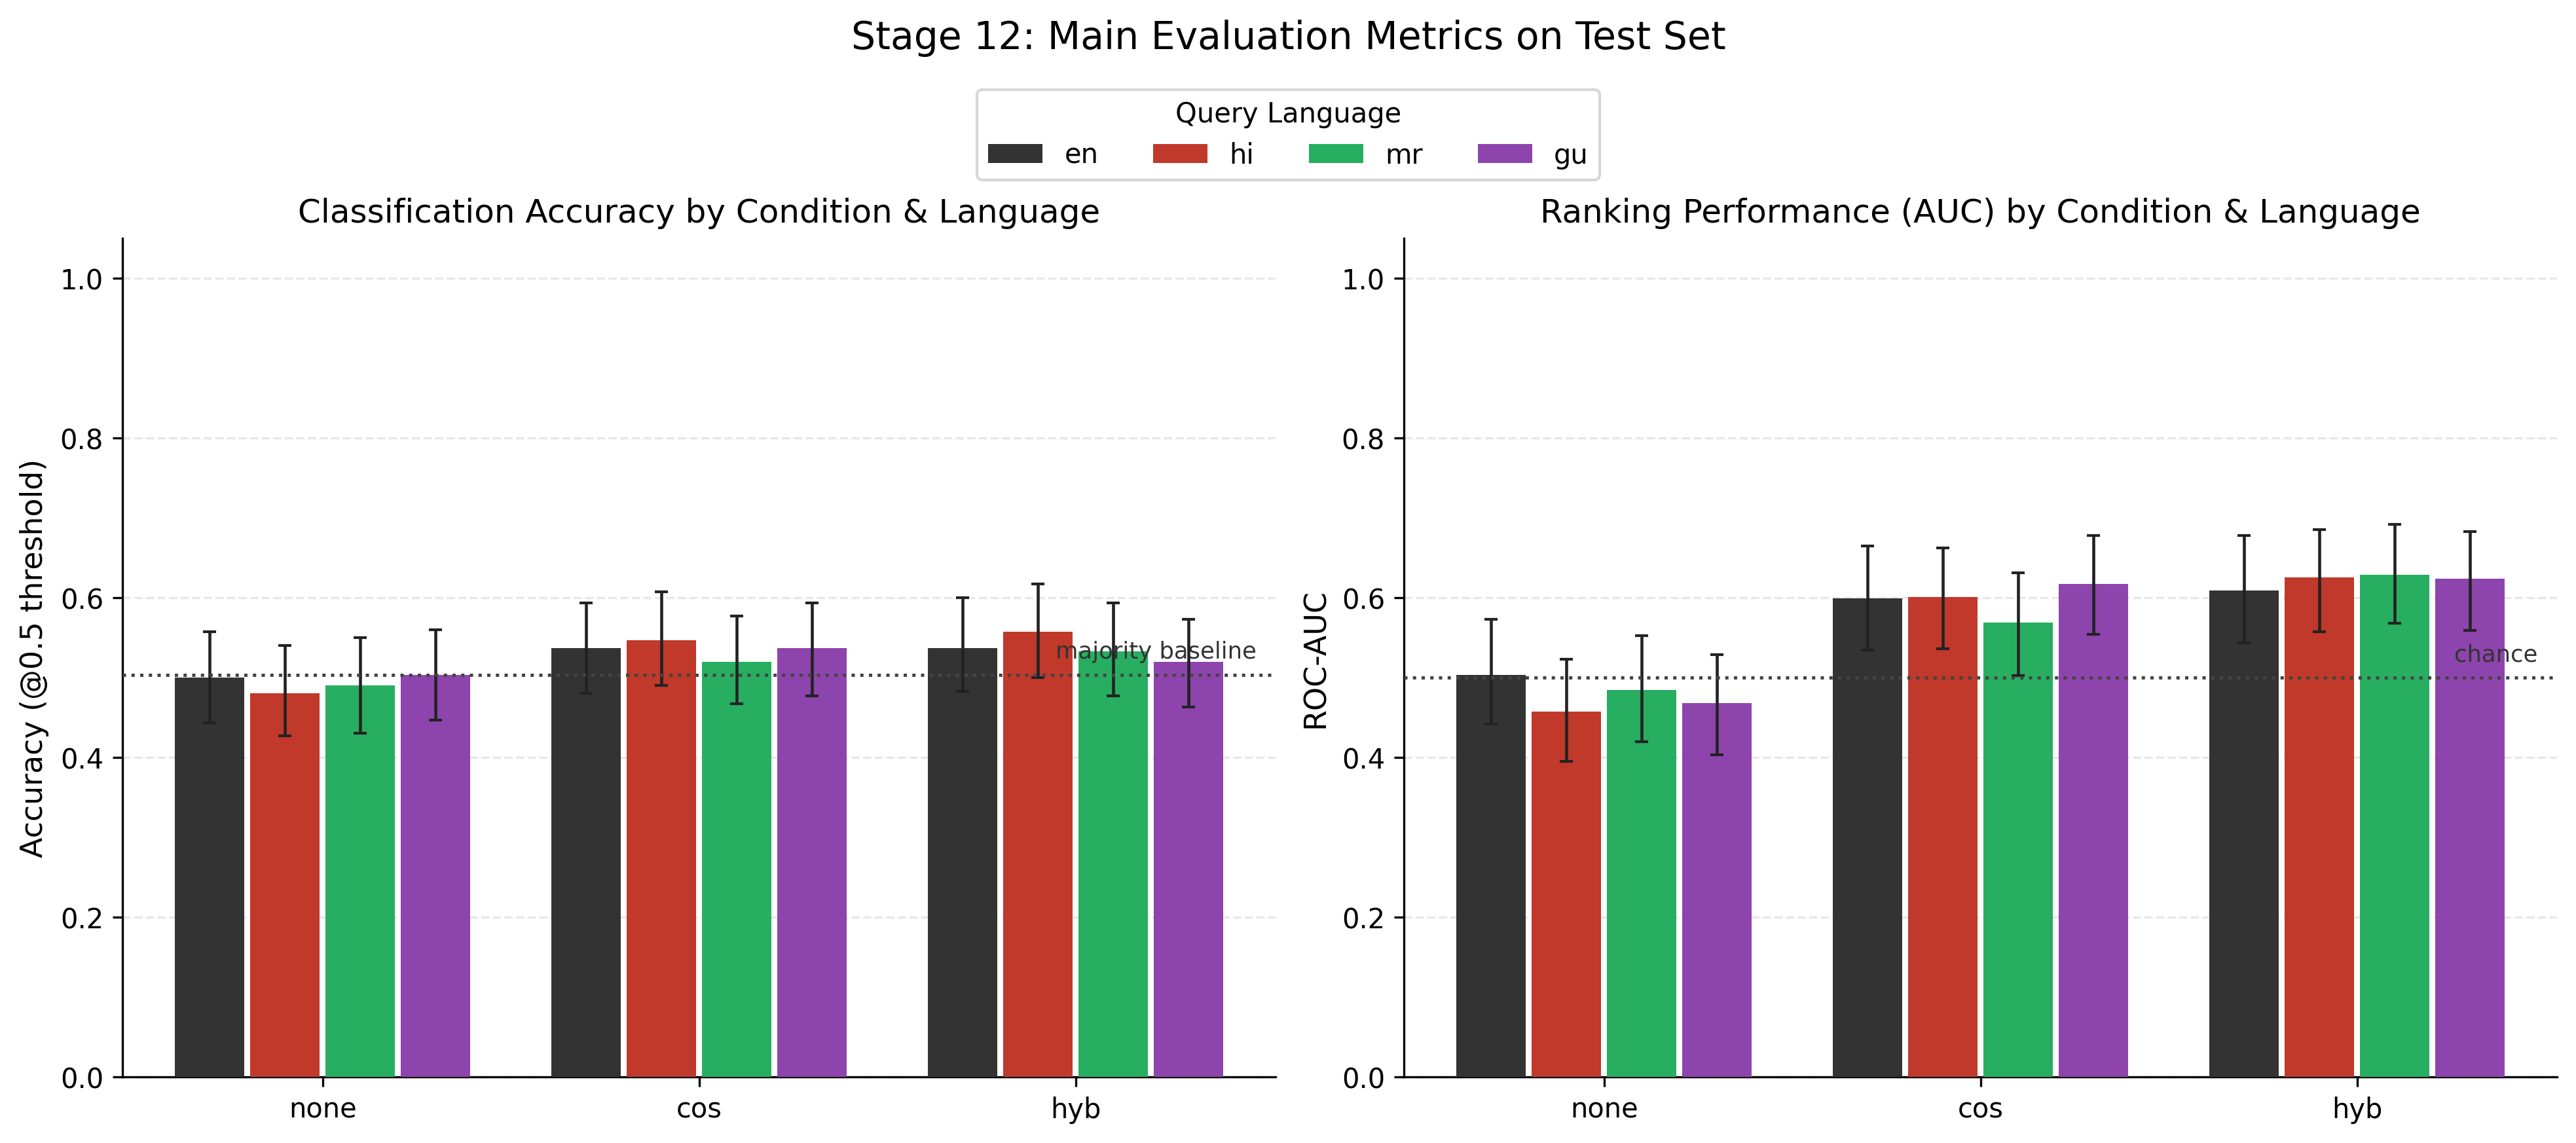 Stage 12: Main Evaluation Metrics on Test Set
Query Language
en hi mr gu
Classification Accuracy by Condition & Language
Accuracy (@0.5 threshold)
1.0
0.8
0.6
0.4
0.2
0.0
majority baseline
none cos hyb
Ranking Performance (AUC) by Condition & Language
ROC-AUC
1.0
0.8
0.6
0.4
0.2
0.0
chance
none cos hyb